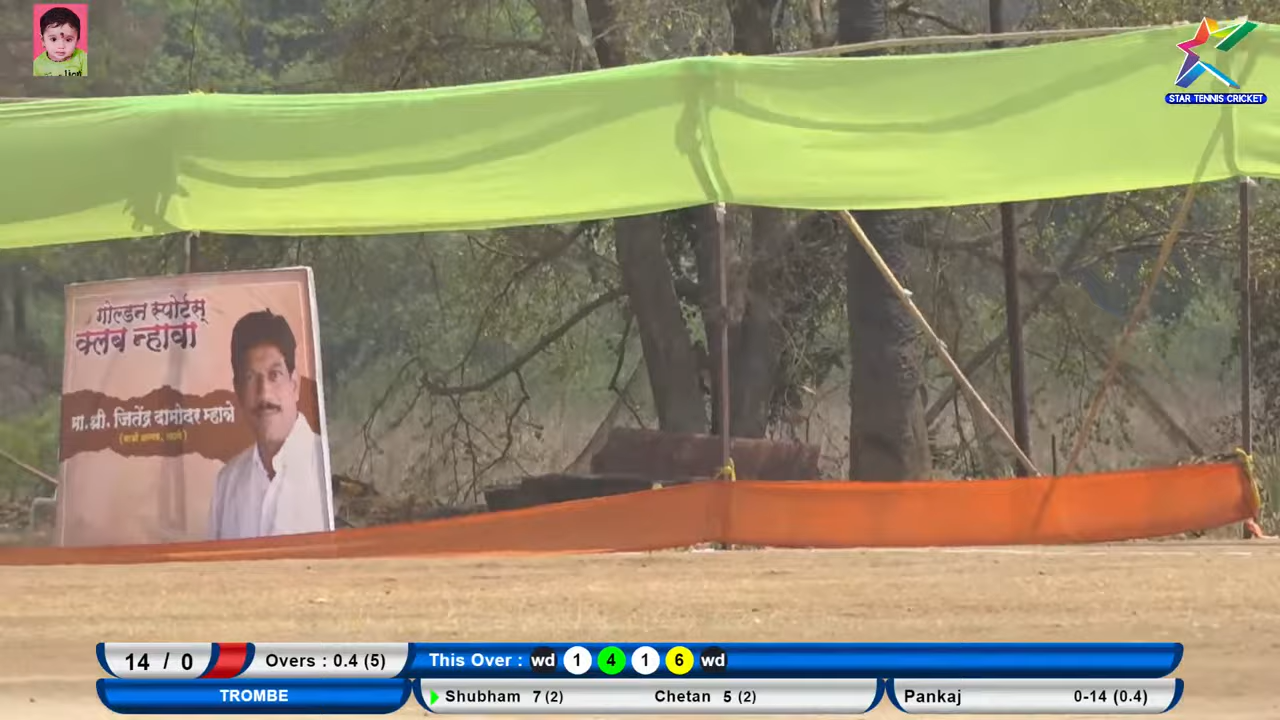 STAR TENNIS CRICKET
गोल्डन स्पोर्टस्
क्लब न्हावा
मा.श्री. जितेंद्र दामोदर म्हात्रे
14 / 0
Overs : 0.4 (5)
This Over : wd 1 4 1 6 wd
TROMBE
Shubham 7 (2)
Chetan 5 (2)
Pankaj 0-14 (0.4)